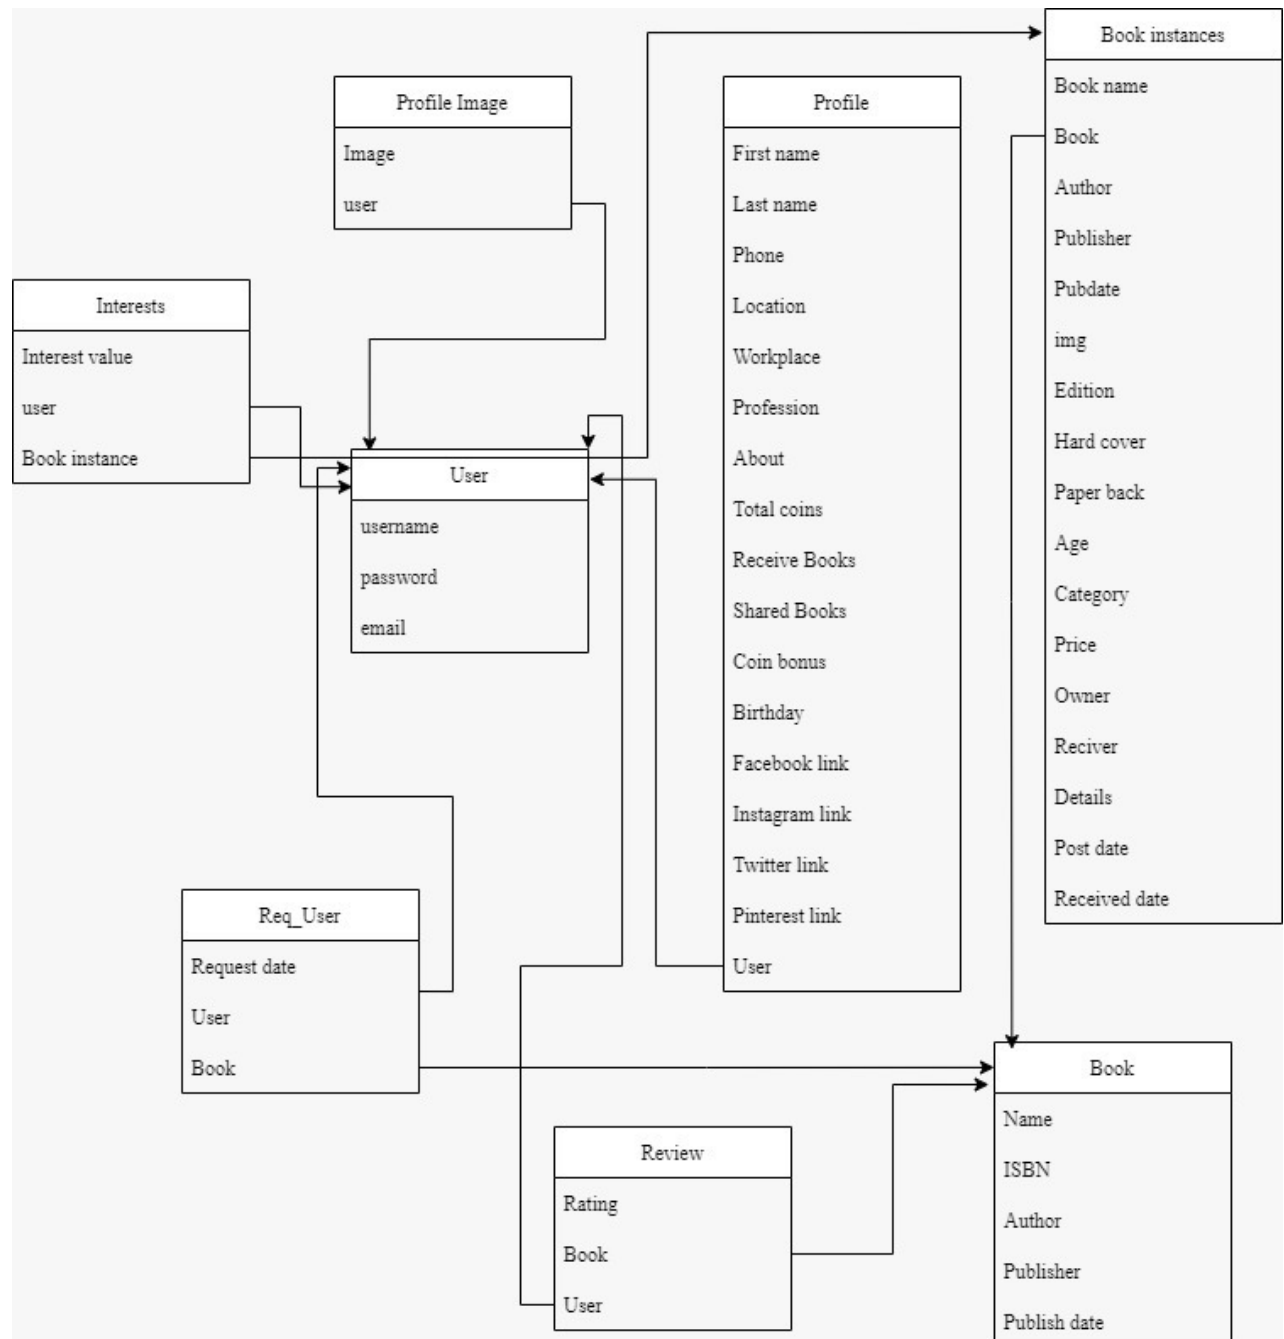 Book instances
Book name
Book
Author
Publisher
Pubdate
img
Edition
Hard cover
Paper back
Age
Category
Price
Owner
Reciver
Details
Post date
Received date
Profile Image
Image
user
Profile
First name
Last name
Phone
Location
Workplace
Profession
About
Total coins
Receive Books
Shared Books
Coin bonus
Birthday
Facebook link
Instagram link
Twitter link
Pinterest link
User
Interests
Interest value
user
Book instance
User
username
password
email
Req_User
Request date
User
Book
Review
Rating
Book
User
Book
Name
ISBN
Author
Publisher
Publish date